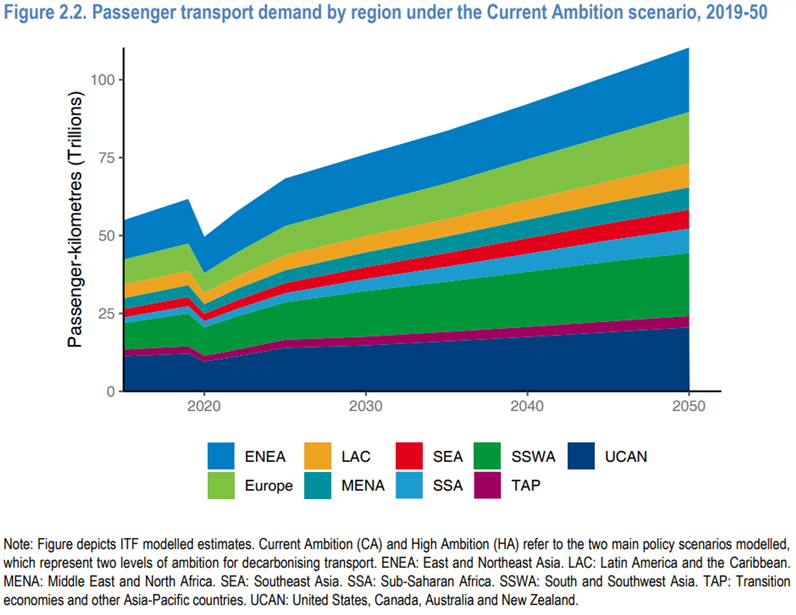 Figure 2.2. Passenger transport demand by region under the Current Ambition scenario, 2019-50
Passenger-kilometres (Trillions)
100
75
50
25
0
2020 2030 2040 2050
ENEA LAC SEA SSWA UCAN
Europe MENA SSA TAP
Note: Figure depicts ITF modelled estimates. Current Ambition (CA) and High Ambition (HA) refer to the two main policy scenarios modelled,
which represent two levels of ambition for decarbonising transport. ENEA: East and Northeast Asia. LAC: Latin America and the Caribbean.
MENA: Middle East and North Africa. SEA: Southeast Asia. SSA: Sub-Saharan Africa. SSWA: South and Southwest Asia. TAP: Transition
economies and other Asia-Pacific countries. UCAN: United States, Canada, Australia and New Zealand.